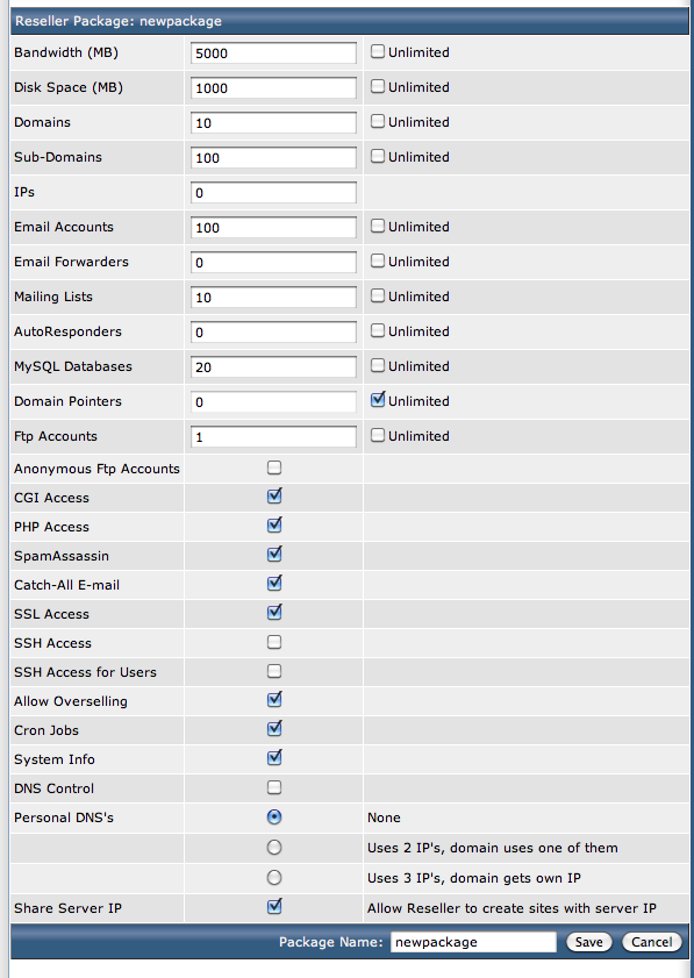 Reseller Package: newpackage
Bandwidth (MB) 5000 Unlimited
Disk Space (MB) 1000 Unlimited
Domains 10 Unlimited
Sub-Domains 100 Unlimited
IPs 0
Email Accounts 100 Unlimited
Email Forwarders 0 Unlimited
Mailing Lists 10 Unlimited
AutoResponders 0 Unlimited
MySQL Databases 20 Unlimited
Domain Pointers 0 Unlimited
Ftp Accounts 1 Unlimited
Anonymous Ftp Accounts
CGI Access
PHP Access
SpamAssassin
Catch-All E-mail
SSL Access
SSH Access
SSH Access for Users
Allow Overselling
Cron Jobs
System Info
DNS Control
Personal DNS's None
Uses 2 IP's, domain uses one of them
Uses 3 IP's, domain gets own IP
Share Server IP Allow Reseller to create sites with server IP
Package Name: newpackage Save Cancel